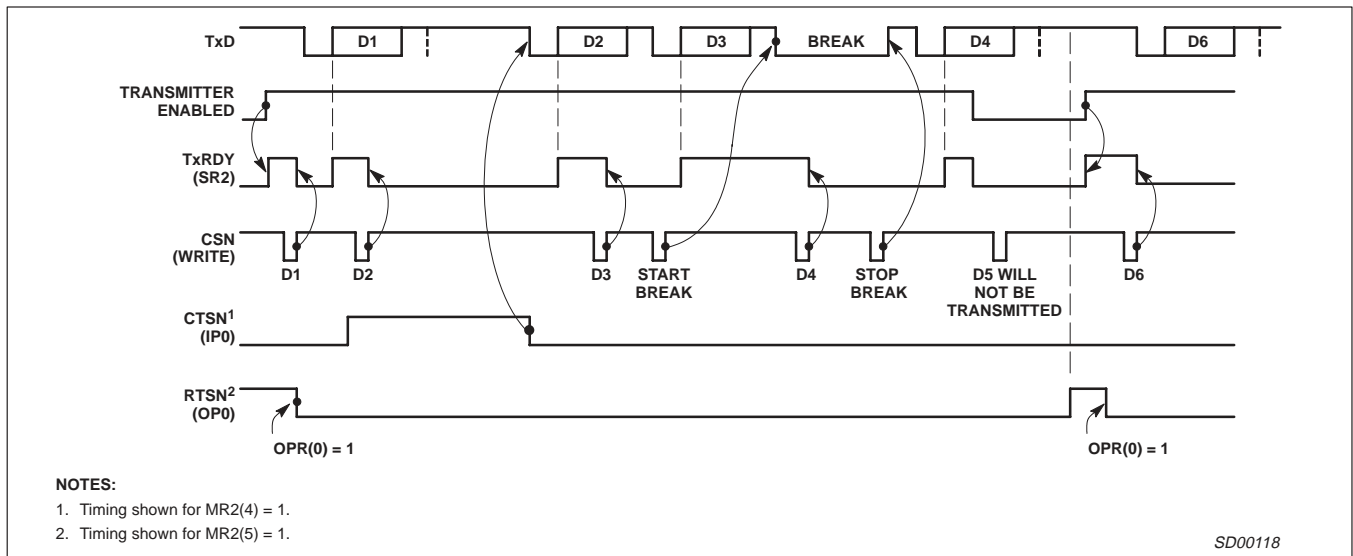 TxD
D1
D2
D3
BREAK
D4
D6
TRANSMITTER
ENABLED
TxRDY
(SR2)
CSN
(WRITE)
D1
D2
D3
START
BREAK
D4
STOP
BREAK
D5 WILL
NOT BE
TRANSMITTED
D6
CTSN1
(IP0)
RTSN2
(OP0)
OPR(0) = 1
OPR(0) = 1
NOTES:
1. Timing shown for MR2(4) = 1.
2. Timing shown for MR2(5) = 1.
SD00118